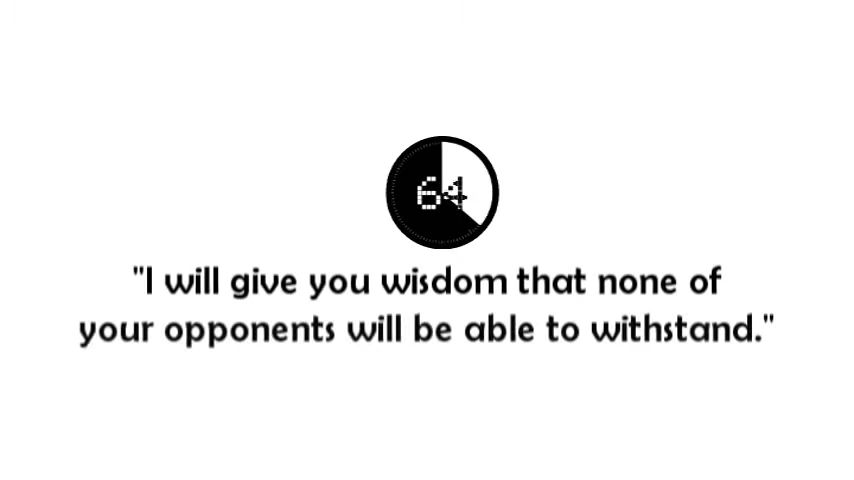 64
"I will give you wisdom that none of
your opponents will be able to withstand."